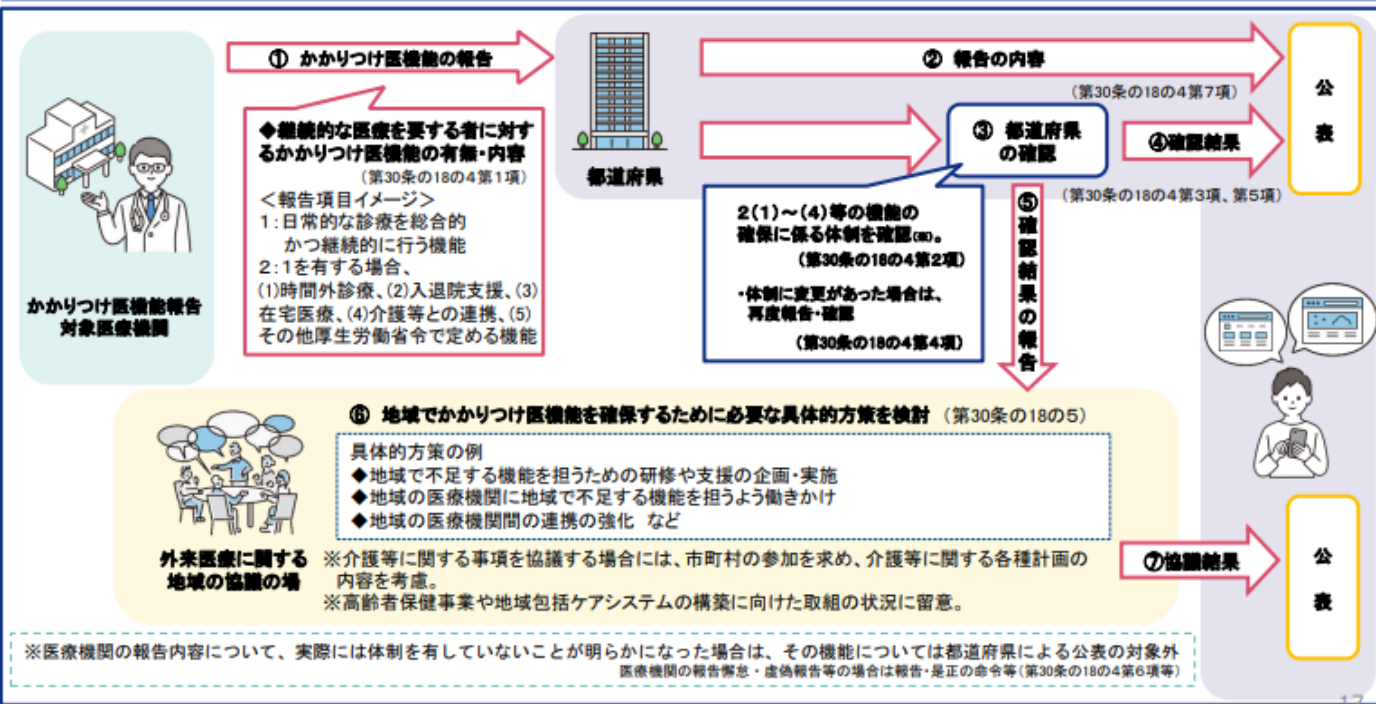 ① かかりつけ医機能の報告
② 報告の内容
(第30条の18の4第7項)
公表
◆継続的な医療を要する者に対す
るかかりつけ医機能の有無・内容
(第30条の18の4第1項)
<報告項目イメージ>
1:日常的な診療を総合的
かつ継続的に行う機能
2:1を有する場合、
(1)時間外診療、(2)入退院支援、(3)
在宅医療、(4)介護等との連携、(5)
その他厚生労働省令で定める機能
都道府県
③ 都道府県
の確認
④確認結果
(第30条の18の4第3項、第5項)
2(1)~(4)等の機能の
確保に係る体制を確認(※)。
(第30条の18の4第2項)
・体制に変更があった場合は、
再度報告・確認
(第30条の18の4第4項)
⑤確認結果の報告
かかりつけ医機能報告
対象医療機関
⑥ 地域でかかりつけ医機能を確保するために必要な具体的方策を検討 (第30条の18の5)
具体的方策の例
◆地域で不足する機能を担うための研修や支援の企画・実施
◆地域の医療機関に地域で不足する機能を担うよう働きかけ
◆地域の医療機関間の連携の強化 など
外来医療に関する
地域の協議の場
※介護等に関する事項を協議する場合には、市町村の参加を求め、介護等に関する各種計画の
内容を考慮。
※高齢者保健事業や地域包括ケアシステムの構築に向けた取組の状況に留意。
⑦協議結果
公表
※医療機関の報告内容について、実際には体制を有していないことが明らかになった場合は、その機能については都道府県による公表の対象外
医療機関の報告懈怠・虚偽報告等の場合は報告・是正の命令等(第30条の18の4第6項等)
17